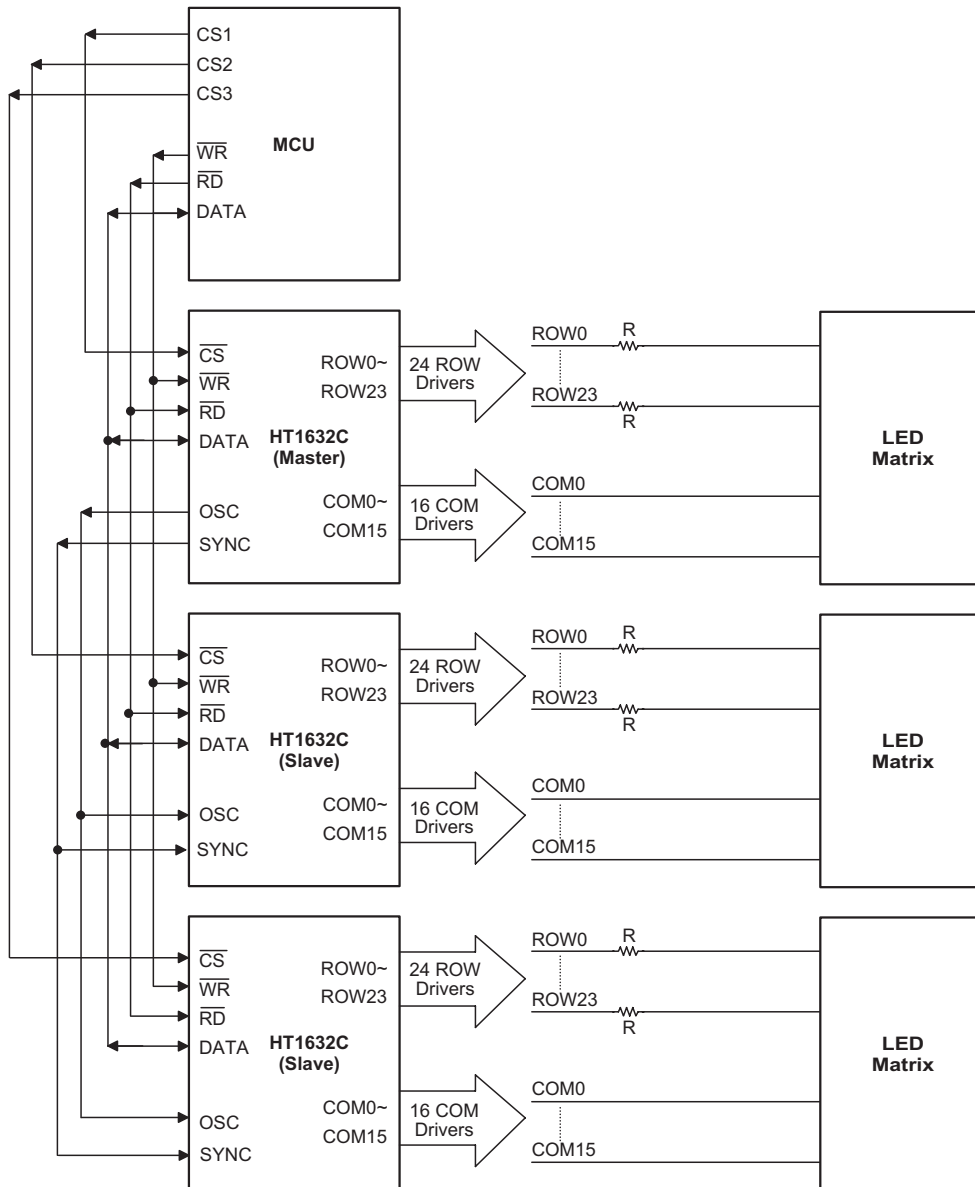 CS1
CS2
CS3
WR
RD
DATA
MCU
CS
WR
RD
DATA
OSC
SYNC
HT1632C
(Master)
ROW0~
ROW23
COM0~
COM15
24 ROW
Drivers
16 COM
Drivers
ROW0
R
ROW23
R
COM0
COM15
LED
Matrix
CS
WR
RD
DATA
OSC
SYNC
HT1632C
(Slave)
ROW0~
ROW23
COM0~
COM15
24 ROW
Drivers
16 COM
Drivers
ROW0
R
ROW23
R
COM0
COM15
LED
Matrix
CS
WR
RD
DATA
OSC
SYNC
HT1632C
(Slave)
ROW0~
ROW23
COM0~
COM15
24 ROW
Drivers
16 COM
Drivers
ROW0
R
ROW23
R
COM0
COM15
LED
Matrix